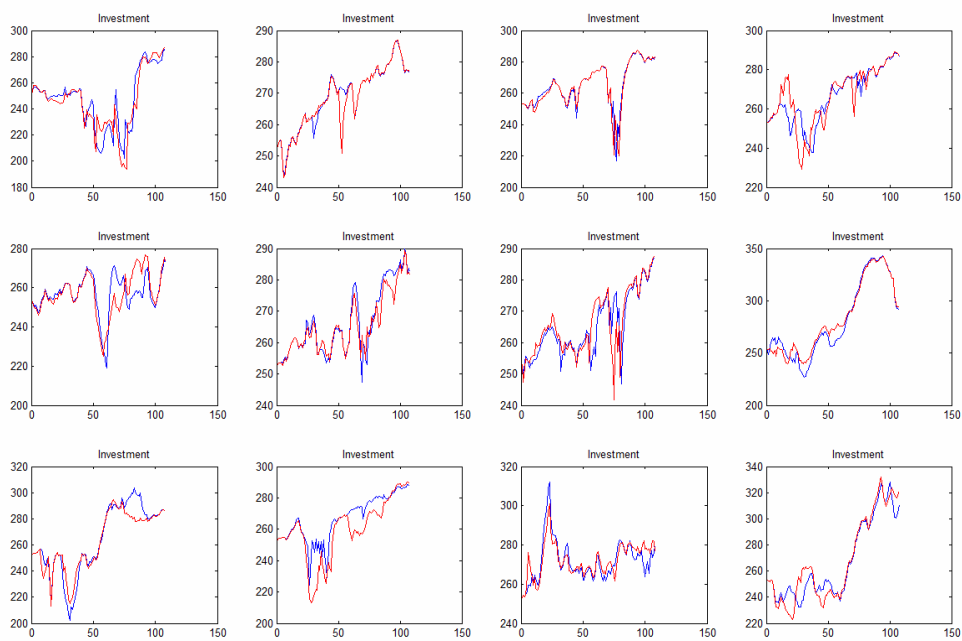 Investment Investment Investment Investment
300 290 300 290
280 280 280 280
260 270 260 270
240 260 240 260
220 250 220 240
200 240 200 230
180 220
0 50 100 150 0 50 100 150 0 50 100 150 0 50 100 150
Investment Investment Investment Investment
280 290 290 350
260 280 280 300
240 270 270 250
220 260 260 200
200 250 250
240 240
0 50 100 150 0 50 100 150 0 50 100 150 0 50 100 150
Investment Investment Investment Investment
320 300 320 340
300 280 300 320
280 260 280 300
260 240 260 280
240 220 240 260
220 200 220 240
200 220
0 50 100 150 0 50 100 150 0 50 100 150 0 50 100 150